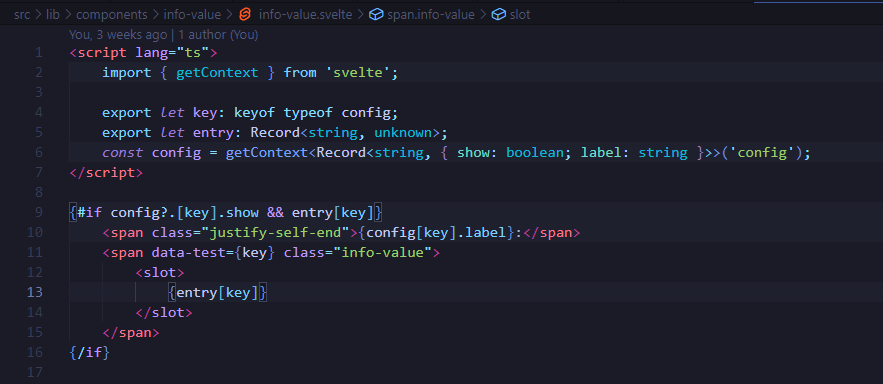 src > lib > components > info-value > info-value.svelte > span.info-value > slot
You, 3 weeks ago | 1 author (You)
1 <script lang="ts">
2     import { getContext } from 'svelte';
3
4     export let key: keyof typeof config;
5     export let entry: Record<string, unknown>;
6     const config = getContext<Record<string, { show: boolean; label: string }>>('config');
7 </script>
8
9 {#if config?.[key].show && entry[key]}
10     <span class="justify-self-end">{config[key].label}:</span>
11     <span data-test={key} class="info-value">
12         <slot>
13             {entry[key]}
14         </slot>
15     </span>
16 {/if}
17